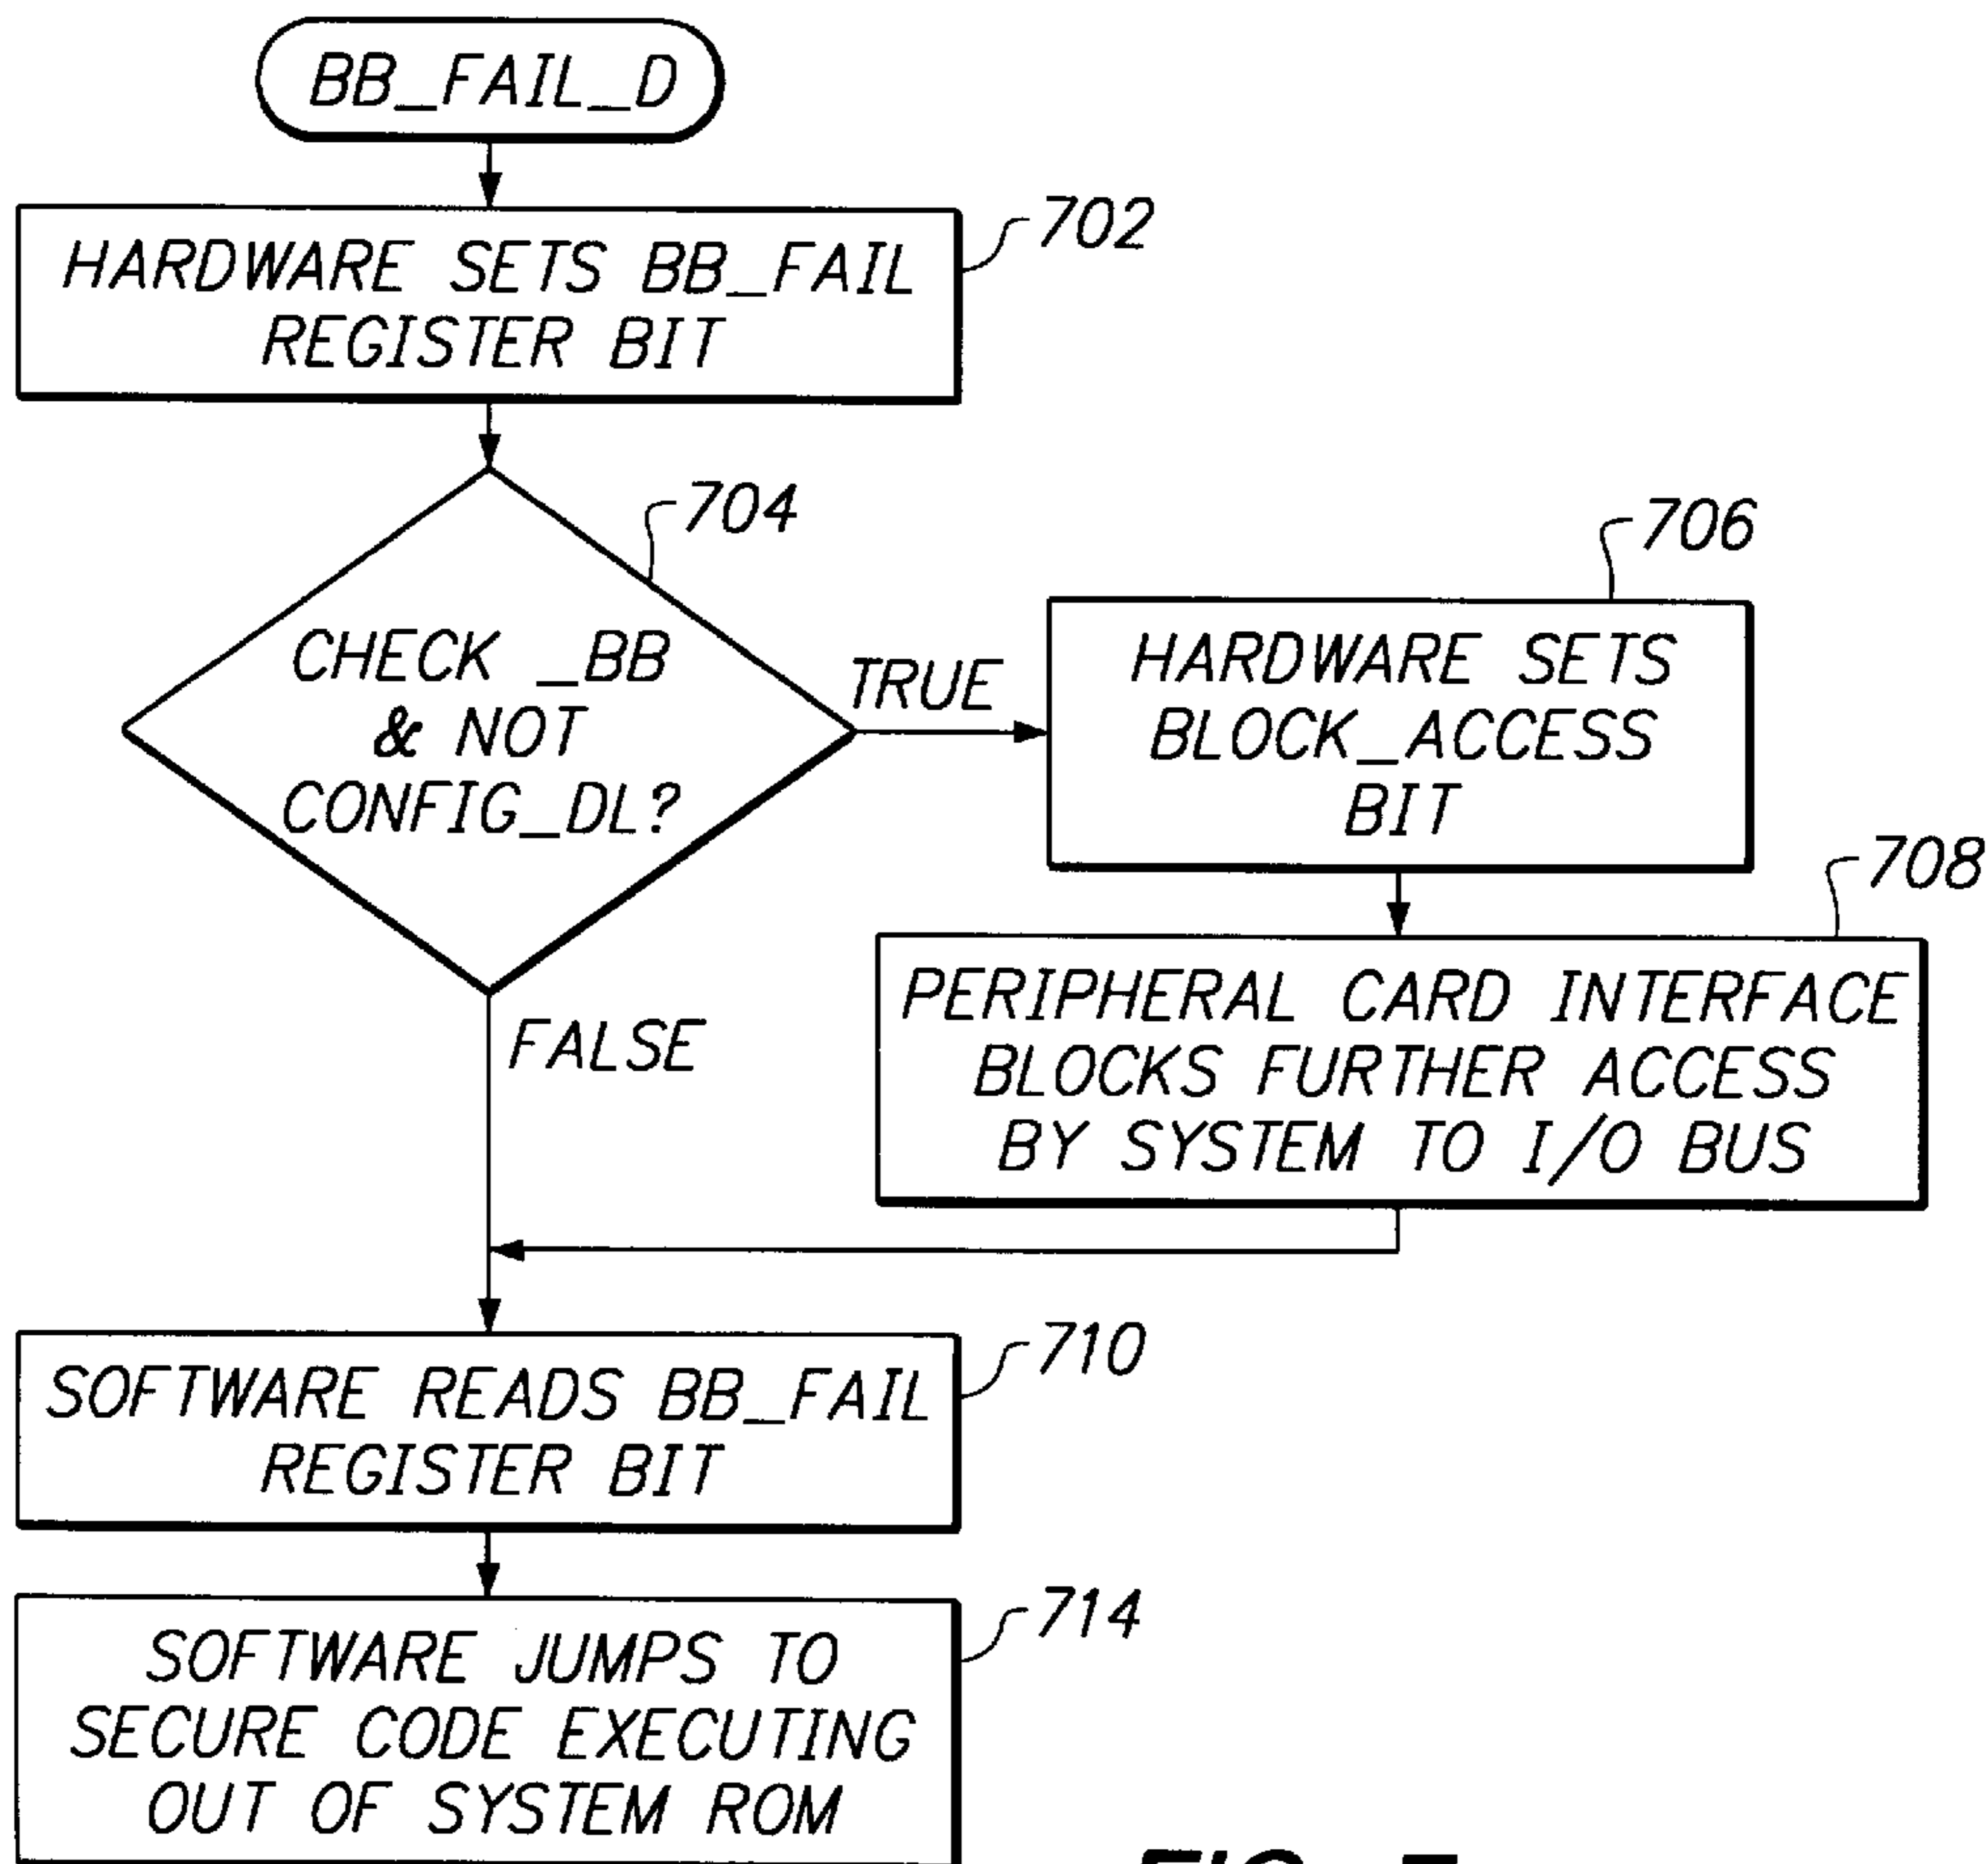 BB_FAIL_D
HARDWARE SETS BB_FAIL
REGISTER BIT
702
704
CHECK _BB
& NOT
CONFIG_DL?
TRUE
706
HARDWARE SETS
BLOCK_ACCESS
BIT
708
PERIPHERAL CARD INTERFACE
BLOCKS FURTHER ACCESS
BY SYSTEM TO I/O BUS
FALSE
SOFTWARE READS BB_FAIL
REGISTER BIT
710
SOFTWARE JUMPS TO
SECURE CODE EXECUTING
OUT OF SYSTEM ROM
714